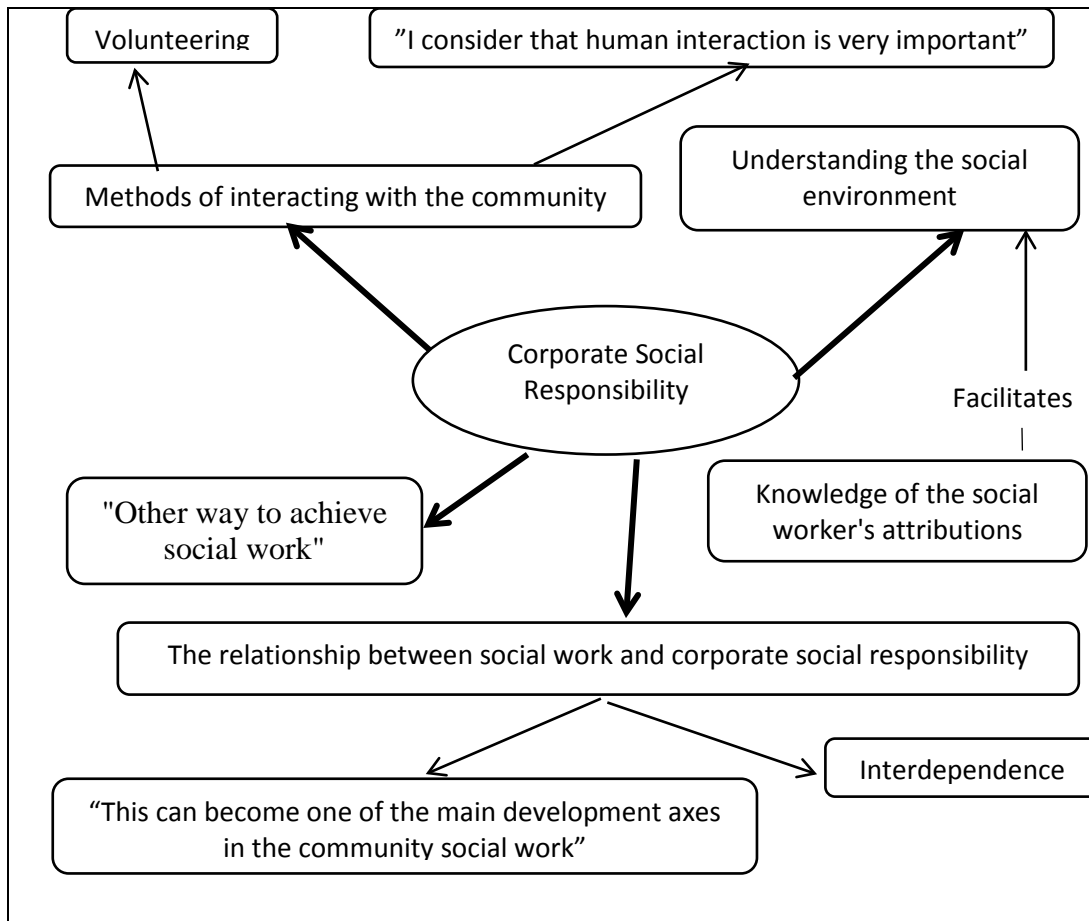 Volunteering
”I consider that human interaction is very important”
Understanding the social
environment
Methods of interacting with the community
Corporate Social
Responsibility
Facilitates
"Other way to achieve
social work"
Knowledge of the social
worker's attributions
The relationship between social work and corporate social responsibility
Interdependence
“This can become one of the main development axes
in the community social work”